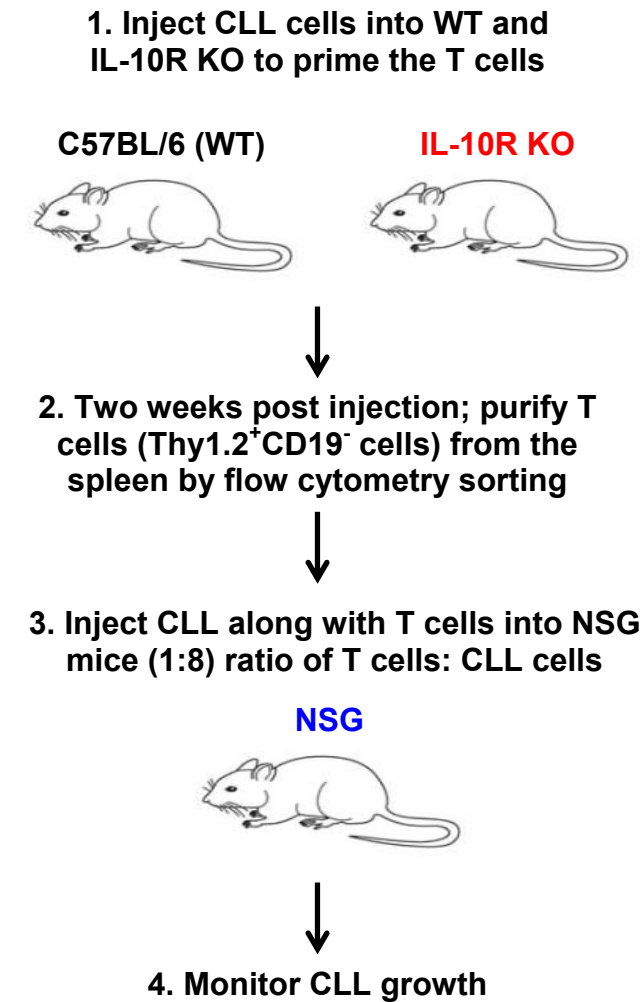 1. Inject CLL cells into WT and
IL-10R KO to prime the T cells
C57BL/6 (WT)
IL-10R KO
2. Two weeks post injection; purify T
cells (Thy1.2⁺CD19⁻ cells) from the
spleen by flow cytometry sorting
3. Inject CLL along with T cells into NSG
mice (1:8) ratio of T cells: CLL cells
NSG
4. Monitor CLL growth